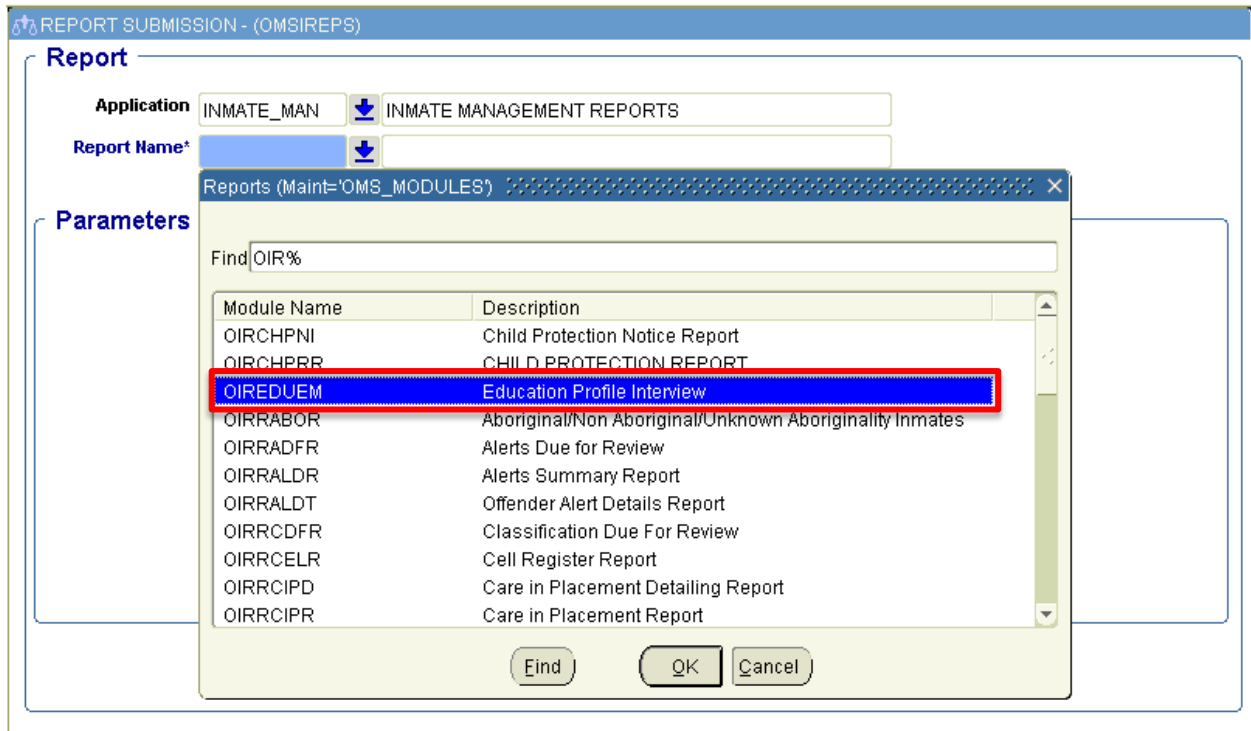 REPORT SUBMISSION - (OMSIREPS)
Report
Application INMATE_MAN INMATE MANAGEMENT REPORTS
Report Name*
Reports (Maint='OMS_MODULES')
Parameters
Find OIR%
Module Name Description
OIRCHPNI Child Protection Notice Report
OIRCHPRR CHILD PROTECTION REPORT
OIREDUEM Education Profile Interview
OIRRABOR Aboriginal/Non Aboriginal/Unknown Aboriginality Inmates
OIRRADFR Alerts Due for Review
OIRRALDR Alerts Summary Report
OIRRALDT Offender Alert Details Report
OIRRCDFR Classification Due For Review
OIRRCELR Cell Register Report
OIRRCIPD Care in Placement Detailing Report
OIRRCIPR Care in Placement Report
Find OK Cancel